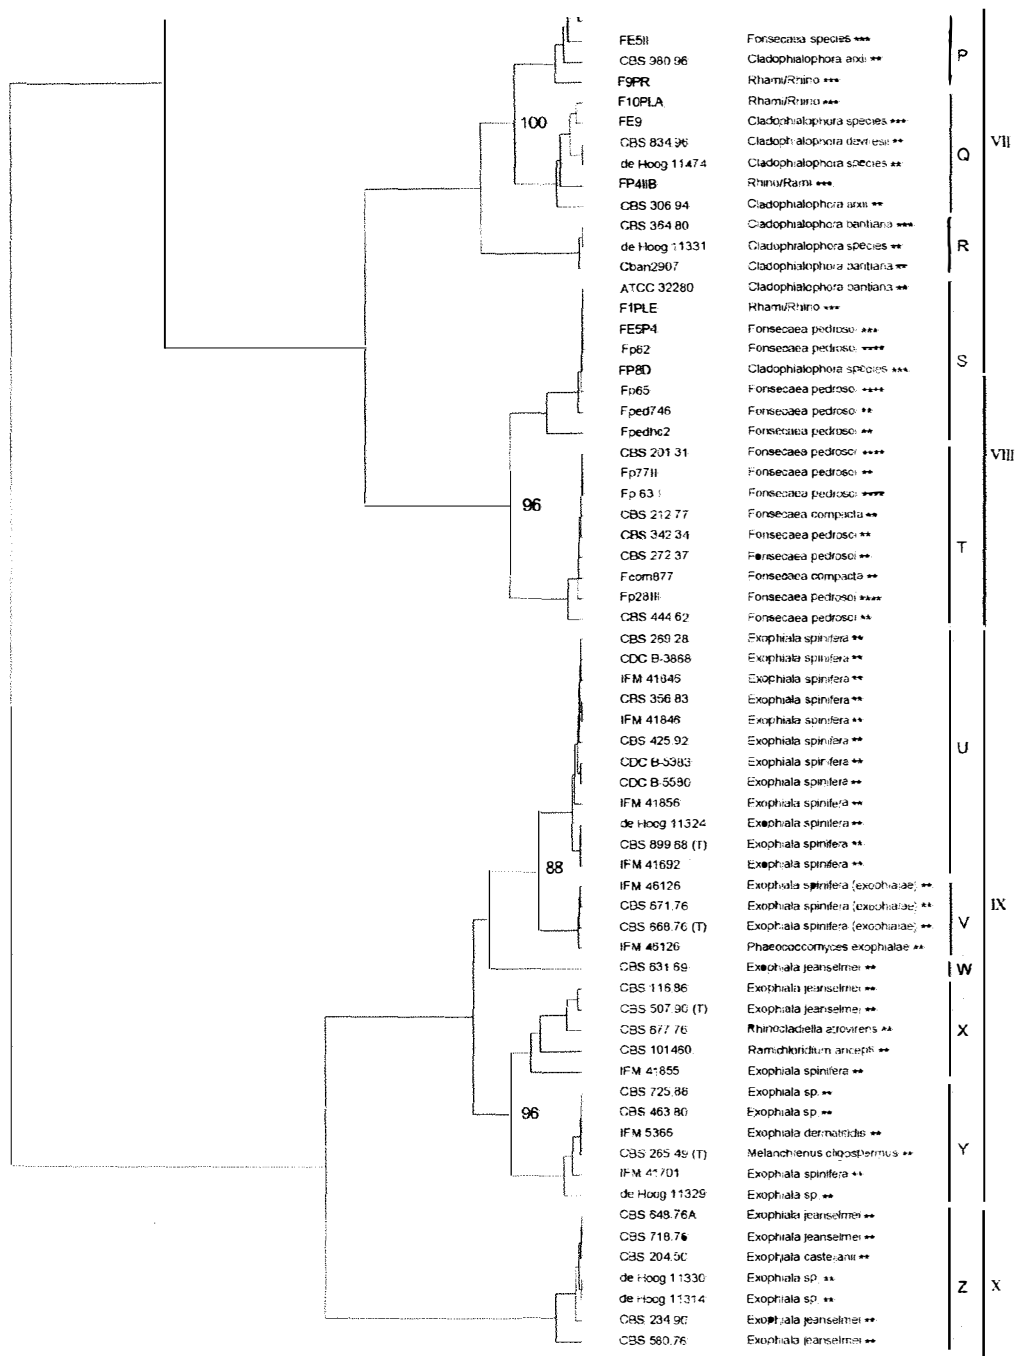 FE5II Fonsecaea species ***
CBS 980 96 Cladophialophora arxii **
P
F9PR Rhami/Rhino ***
F10PLA Rhami/Rhino ***
100
FE9 Cladophialophora species ***
CBS 834 96 Cladophialophora devriesii **
VII
Q
de Hoog 11474 Cladophialophora species **
FP4IIB Rhino/Rami ***
CBS 306 94 Cladophialophora arxii **
CBS 364 80 Cladophialophora bantiana ***
de Hoog 11331 Cladophialophora species **
R
Cban2907 Cladophialophora bantiana **
ATCC 32280 Cladophialophora bantiana **
F1PLE Rhami/Rhino ***
FE5P4 Fonsecaea pedrosoi ***
Fp82 Fonsecaea pedrosoi ****
S
FP8D Cladophialophora species ***
Fp65 Fonsecaea pedrosoi ****
Fped746 Fonsecaea pedrosoi **
Fpedhc2 Fonsecaea pedrosoi **
CBS 201 31 Fonsecaea pedrosoi ****
VIII
Fp77II Fonsecaea pedrosoi **
Fp 63 I Fonsecaea pedrosoi ****
96
CBS 212 77 Fonsecaea compacta **
CBS 342 34 Fonsecaea pedrosoi **
T
CBS 272 37 Fonsecaea pedrosoi **
Fcom877 Fonsecaea compacta **
Fp28III Fonsecaea pedrosoi ****
CBS 444 62 Fonsecaea pedrosoi **
CBS 269 28 Exophiala spinifera **
CDC B-3868 Exophiala spinifera **
IFM 41845 Exophiala spinifera **
CBS 356 83 Exophiala spinifera **
IFM 41846 Exophiala spinifera **
CBS 425.92 Exophiala spinifera **
U
CDC B-5383 Exophiala spinifera **
CDC B-5580 Exophiala spinifera **
IFM 41856 Exophiala spinifera **
de Hoog 11324 Exophiala spinifera **
CBS 899 68 (T) Exophiala spinifera **
IFM 41692 Exophiala spinifera **
88
IFM 46126 Exophiala spinifera (exophialae) **
CBS 671.76 Exophiala spinifera (exophialae) **
IX
CBS 668.76 (T) Exophiala spinifera (exophialae) **
V
IFM 46126 Phaeococcomyces exophialae **
CBS 631 69 Exophiala jeanselmei **
W
CBS 116.86 Exophiala jeanselmei **
CBS 507.90 (T) Exophiala jeanselmei **
CBS 677.76 Rhinocladiella atrovirens **
X
CBS 101460 Ramichloridium anceps **
IFM 41855 Exophiala spinifera **
CBS 725.88 Exophiala sp. **
CBS 463 80 Exophiala sp. **
96
IFM 5366 Exophiala dermatitidis **
CBS 265 49 (T) Melanchlenus oligospermus **
Y
IFM 41701 Exophiala spinifera **
de Hoog 11329 Exophiala sp. **
CBS 648.76A Exophiala jeanselmei **
CBS 718.76 Exophiala jeanselmei **
CBS 204.50 Exophiala castellanii **
de Hoog 11330 Exophiala sp. **
Z
X
de Hoog 11314 Exophiala sp. **
CBS 234 90 Exophiala jeanselmei **
CBS 580.76 Exophiala jeanselmei **